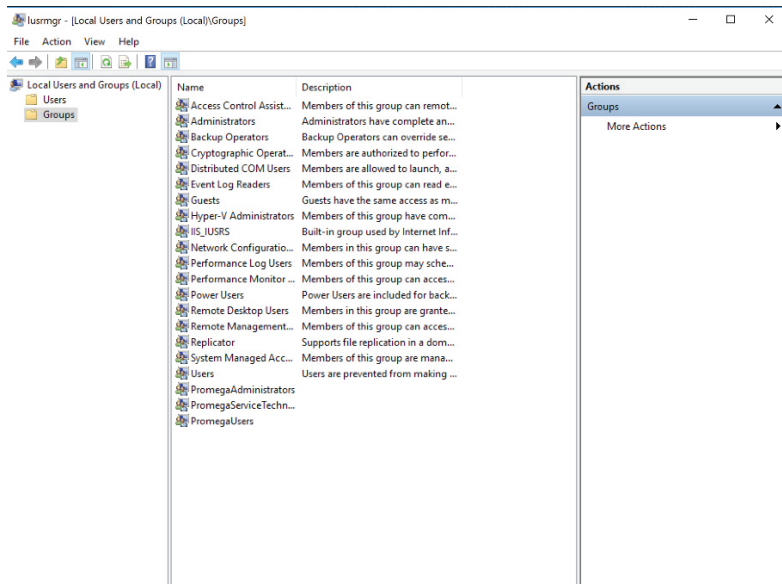 lusrmgr - [Local Users and Groups (Local)\Groups]
File Action View Help
Local Users and Groups (Local)
Users
Groups
Name Description
Access Control Assist... Members of this group can remot...
Administrators Administrators have complete an...
Backup Operators Backup Operators can override se...
Cryptographic Operat... Members are authorized to perfor...
Distributed COM Users Members are allowed to launch, a...
Event Log Readers Members of this group can read e...
Guests Guests have the same access as m...
Hyper-V Administrators Members of this group have com...
IIS_IUSRS Built-in group used by Internet Inf...
Network Configuratio... Members in this group can have s...
Performance Log Users Members of this group may sche...
Performance Monitor ... Members of this group can acces...
Power Users Power Users are included for back...
Remote Desktop Users Members in this group are grante...
Remote Management... Members of this group can acces...
Replicator Supports file replication in a dom...
System Managed Acc... Members of this group are mana...
Users Users are prevented from making ...
PromegaAdministrators
PromegaServiceTechn...
PromegaUsers
Actions
Groups
More Actions